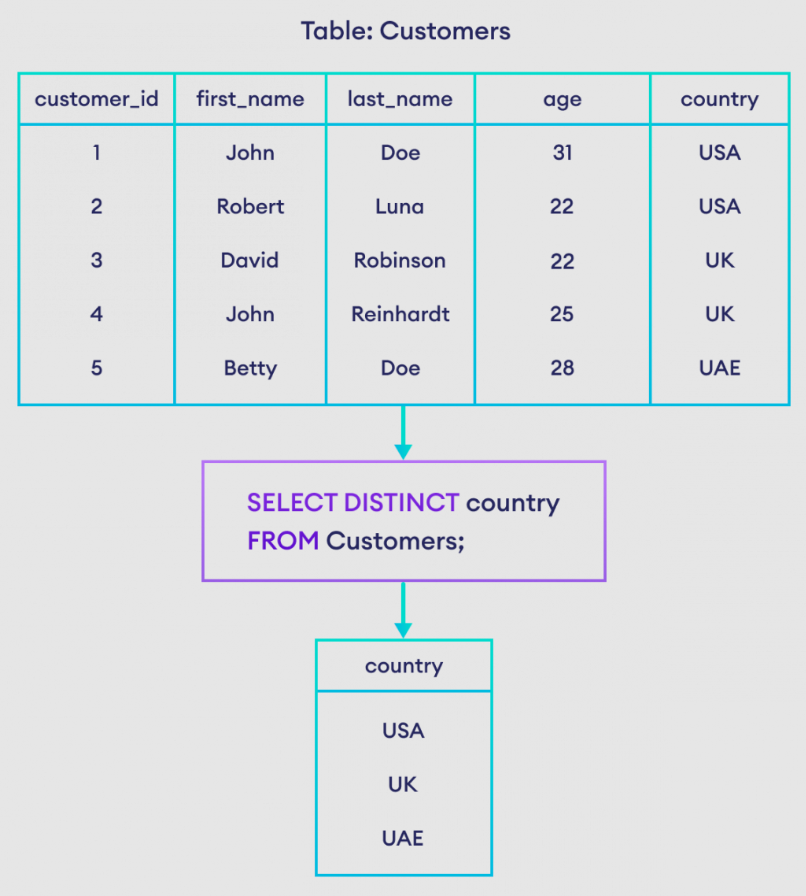 Table: Customers
customer_id first_name last_name age country
1 John Doe 31 USA
2 Robert Luna 22 USA
3 David Robinson 22 UK
4 John Reinhardt 25 UK
5 Betty Doe 28 UAE
SELECT DISTINCT country
FROM Customers;
country
USA
UK
UAE